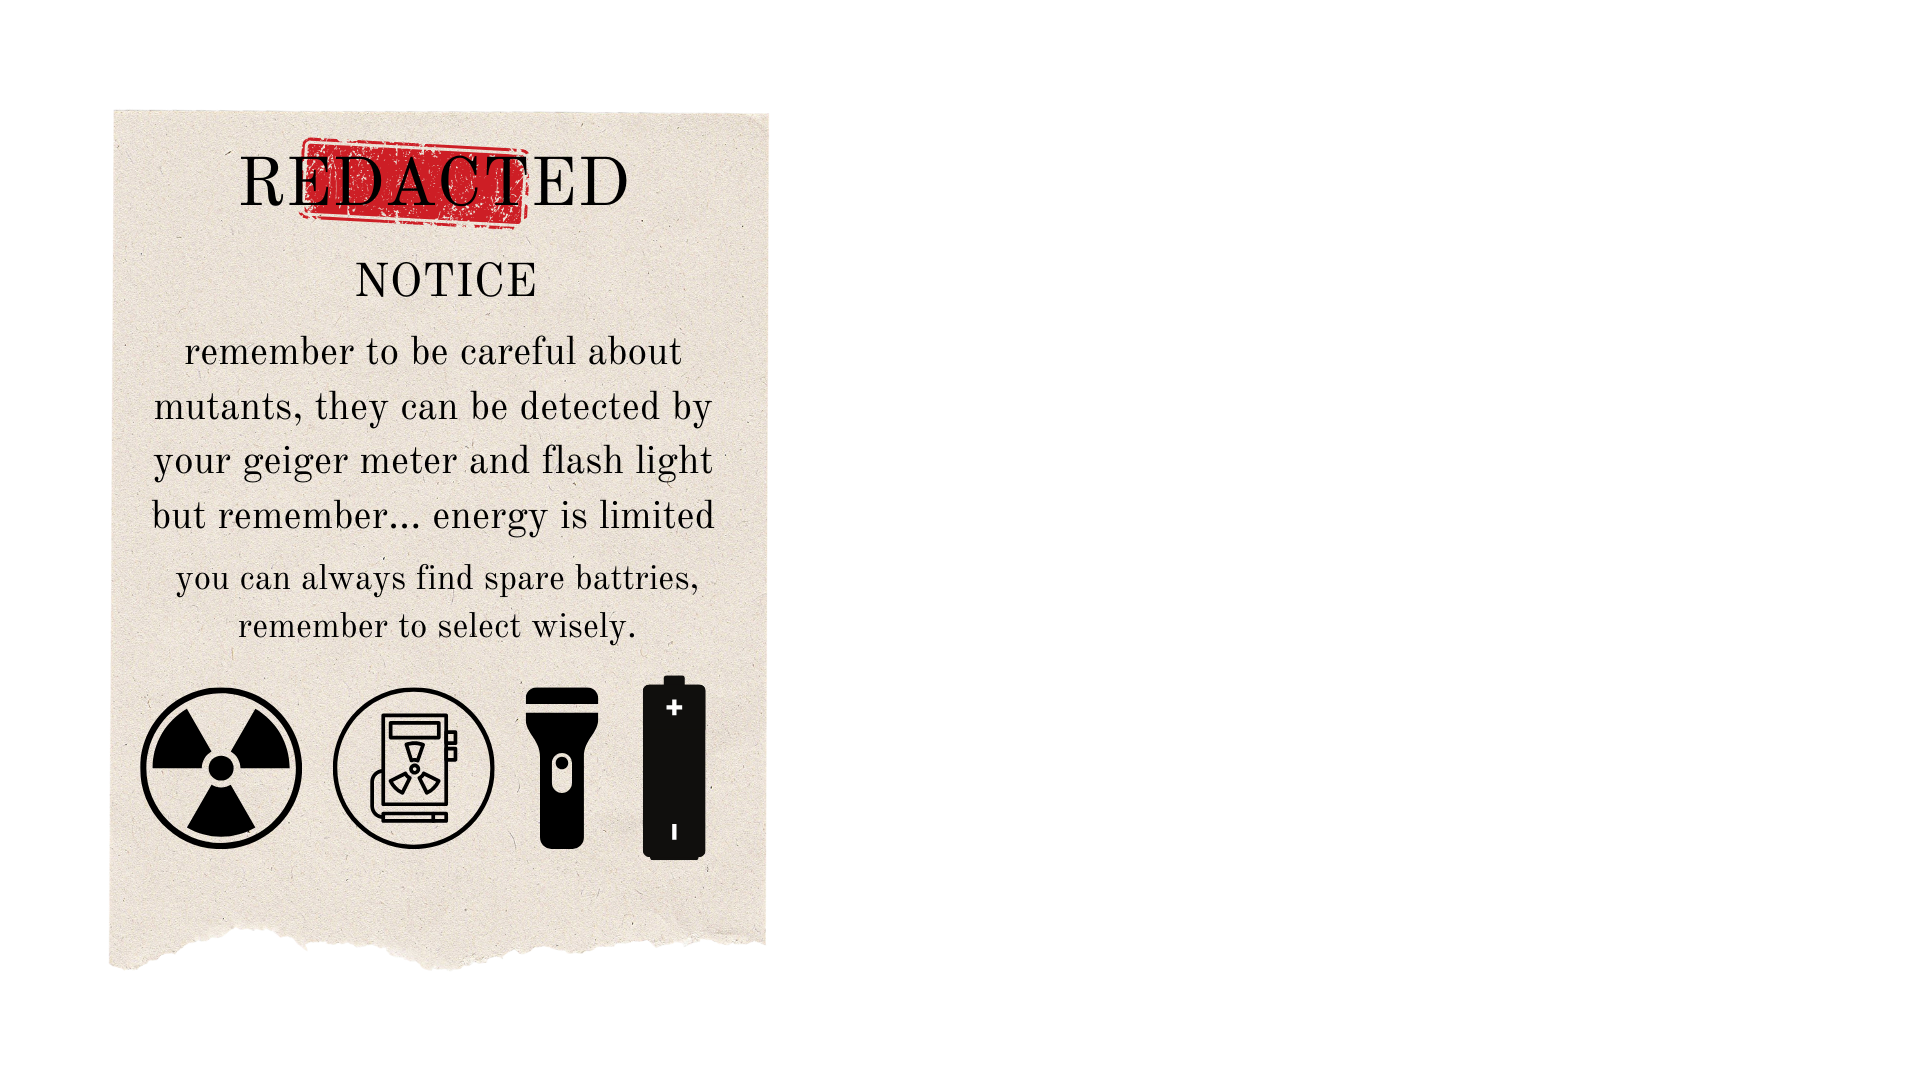 REDACTED
NOTICE
remember to be careful about
mutants, they can be detected by
your geiger meter and flash light
but remember... energy is limited
you can always find spare battries,
remember to select wisely.